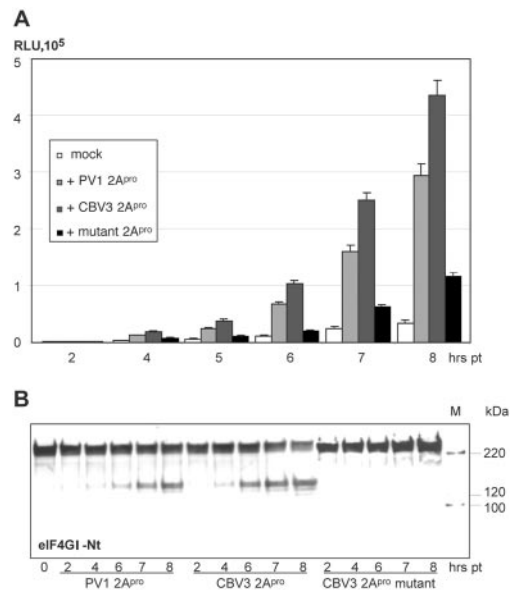 A
RLU,10⁵
5
4
3
2
1
0
mock
+ PV1 2Aᵖʳᵒ
+ CBV3 2Aᵖʳᵒ
+ mutant 2Aᵖʳᵒ
2 4 5 6 7 8 hrs pt
B
M kDa
220
120
100
eIF4GI -Nt
0 2 4 6 7 8 2 4 6 7 8 2 4 6 7 8 hrs pt
PV1 2Aᵖʳᵒ CBV3 2Aᵖʳᵒ CBV3 2Aᵖʳᵒ mutant